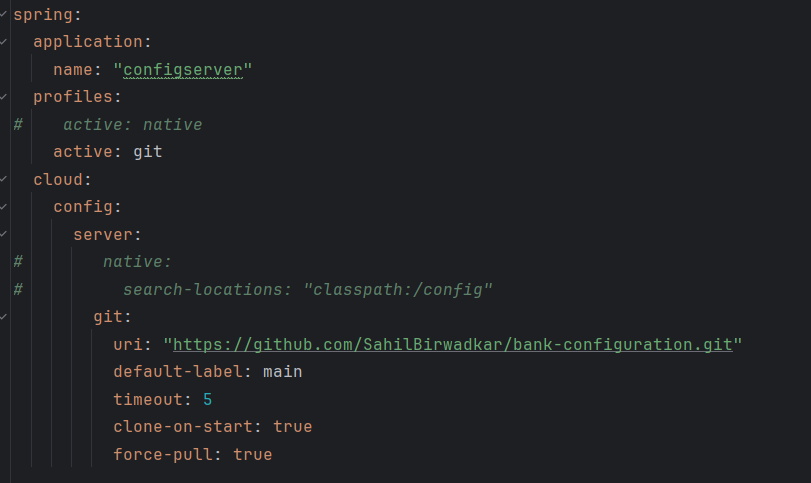 spring:
  application:
    name: "configserver"
  profiles:
#    active: native
    active: git
  cloud:
    config:
      server:
#        native:
#          search-locations: "classpath:/config"
        git:
          uri: "https://github.com/SahilBirwadkar/bank-configuration.git"
          default-label: main
          timeout: 5
          clone-on-start: true
          force-pull: true